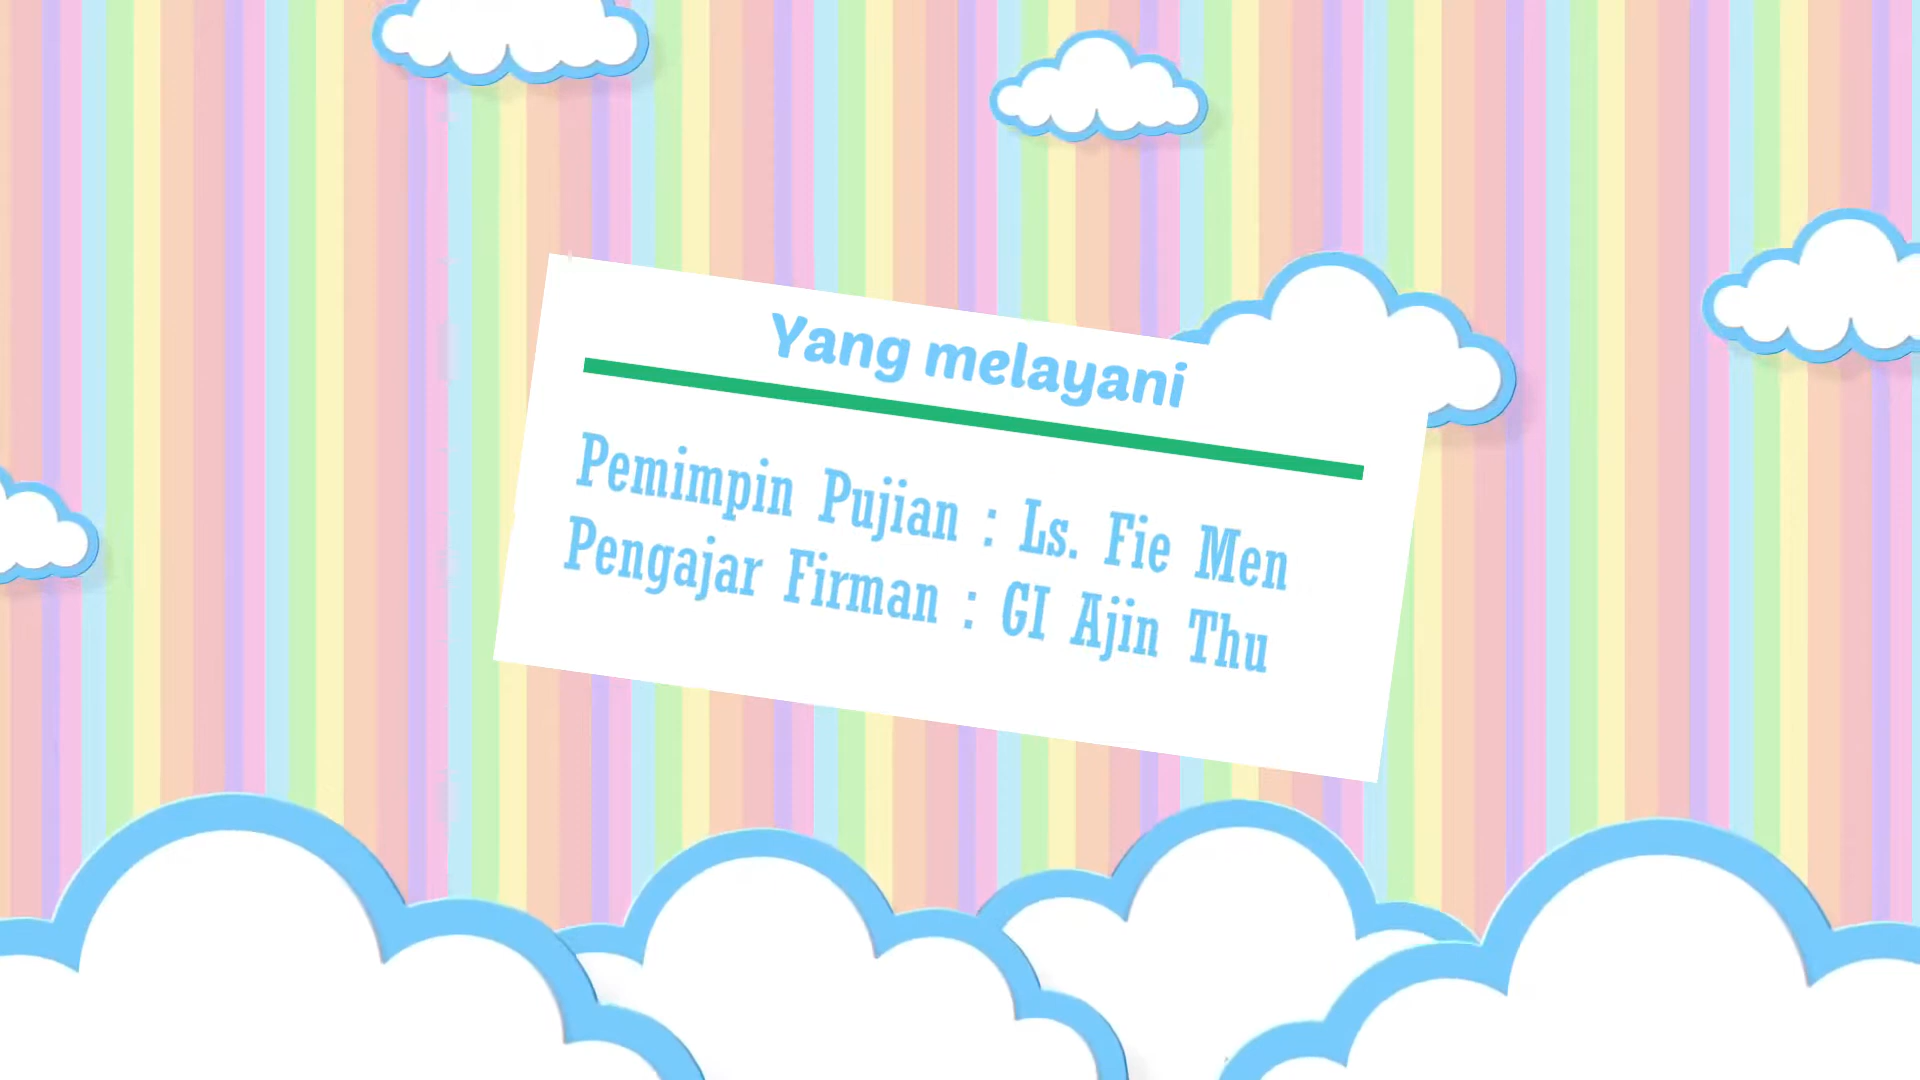 Yang melayani
Pemimpin Pujian : Ls. Fie Men
Pengajar Firman : GI Ajin Thu